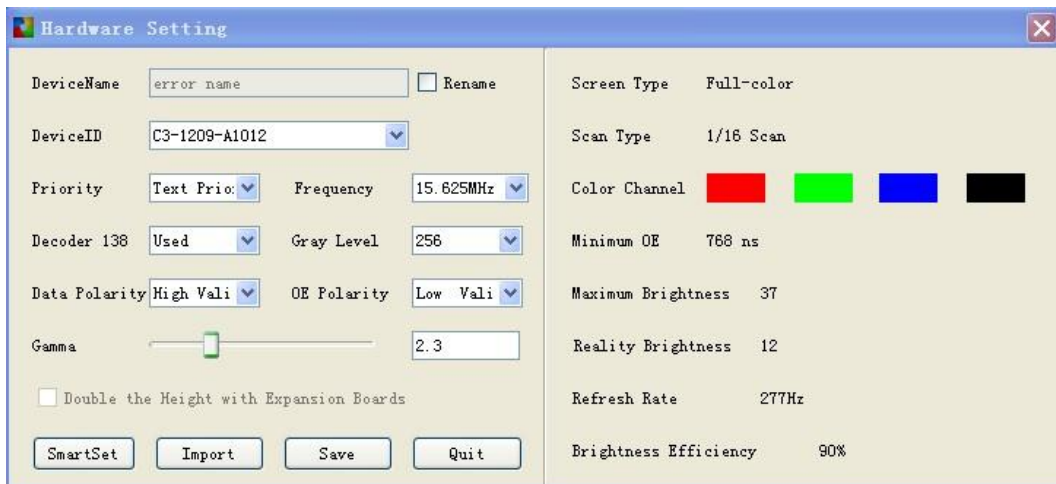 Hardware Setting
DeviceName error name Rename
DeviceID C3-1209-A1012
Priority Text Prio: Frequency 15.625MHz
Decoder 138 Used Gray Level 256
Data Polarity High Vali OE Polarity Low Vali
Gamma 2.3
Double the Height with Expansion Boards
SmartSet Import Save Quit
Screen Type Full-color
Scan Type 1/16 Scan
Color Channel
Minimum OE 768 ns
Maximum Brightness 37
Reality Brightness 12
Refresh Rate 277Hz
Brightness Efficiency 90%